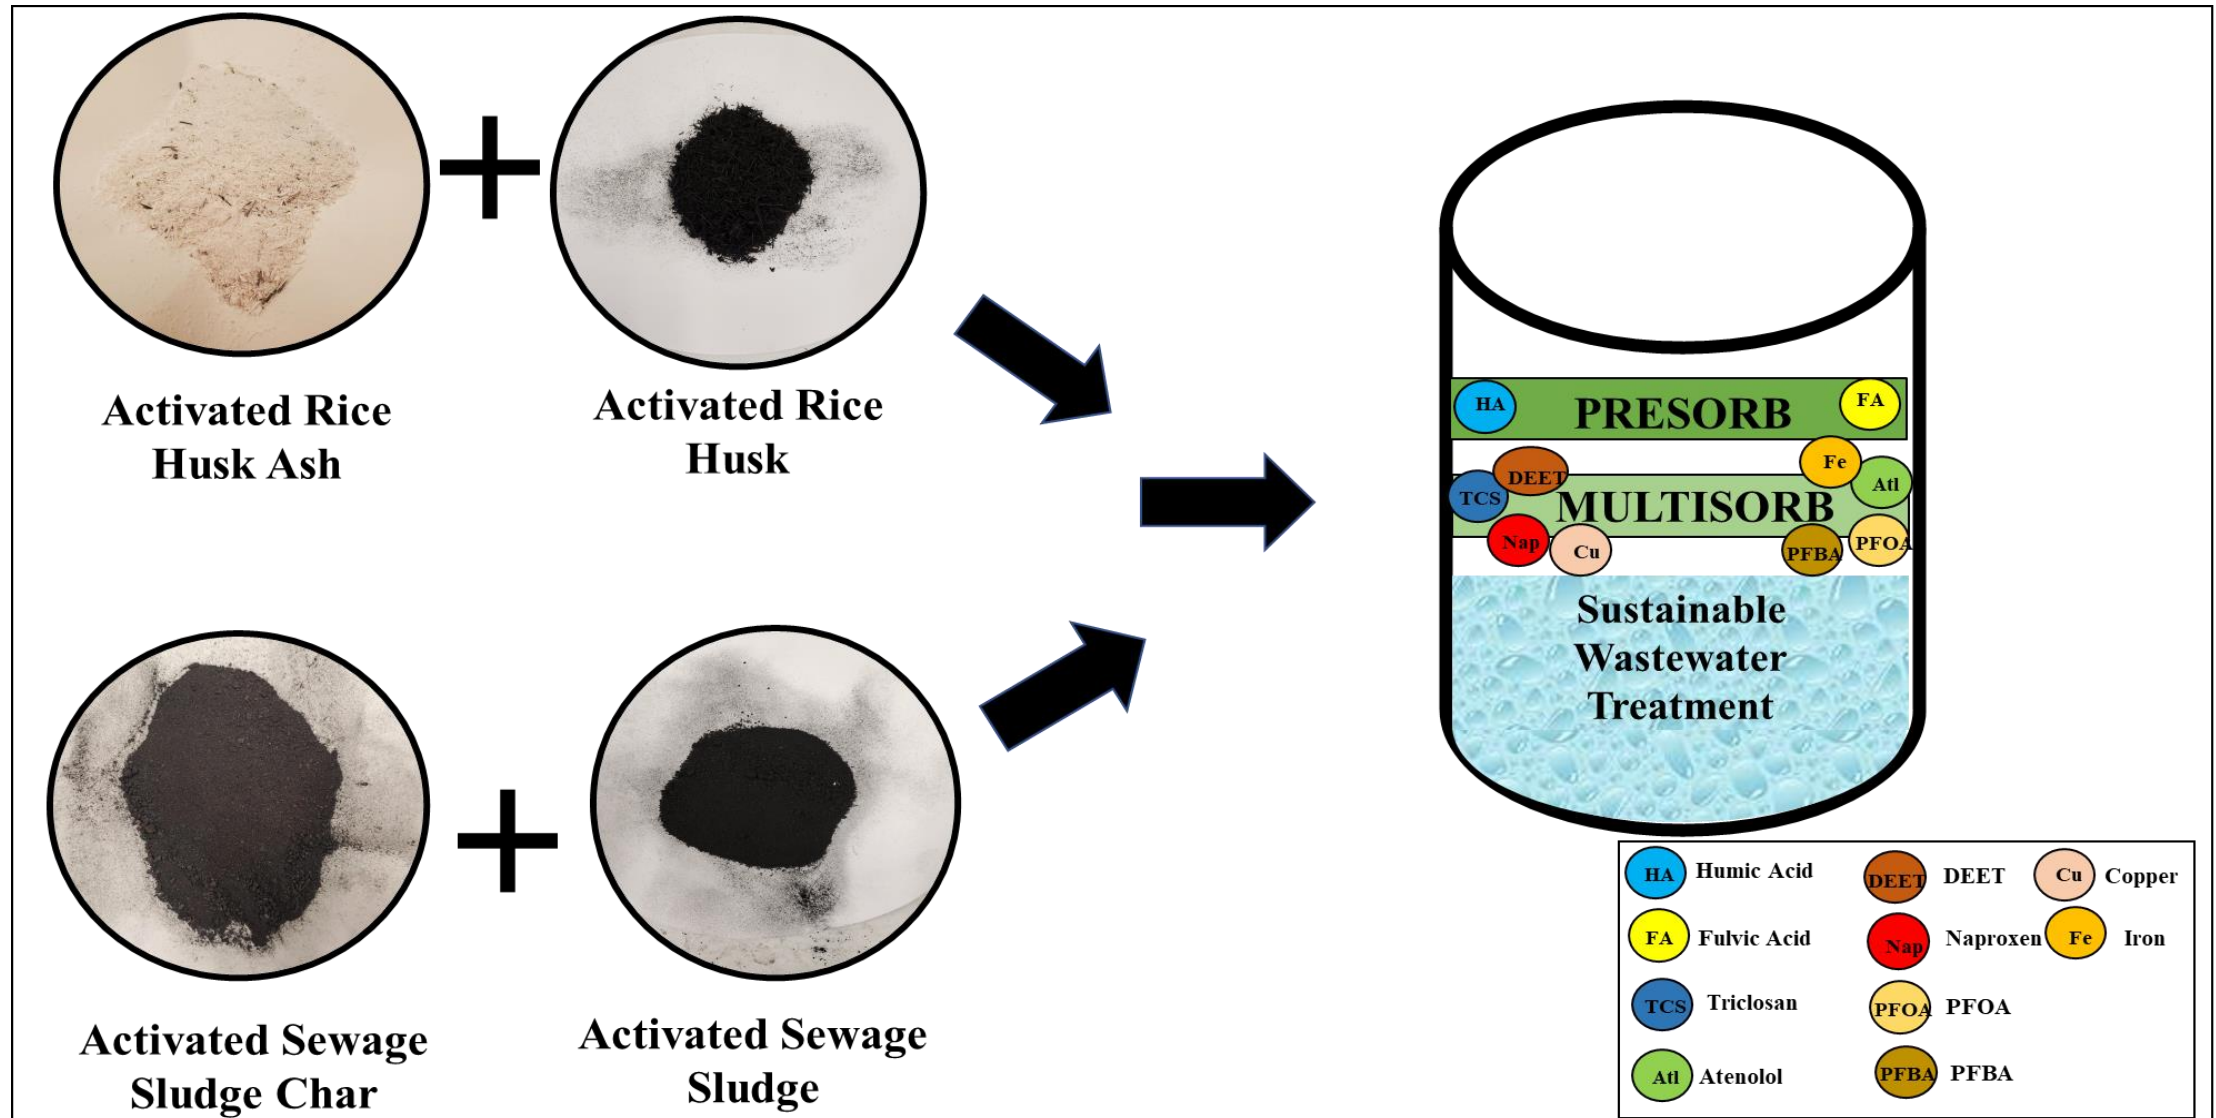 Activated Rice
Husk Ash
Activated Rice
Husk
Activated Sewage
Sludge Char
Activated Sewage
Sludge
HA
PRESORB
FA
DEET
Fe
TCS
MULTISORB
Atl
Nap
Cu
PFBA
PFOA
Sustainable
Wastewater
Treatment
HA Humic Acid
DEET DEET
Cu Copper
FA Fulvic Acid
Nap Naproxen
Fe Iron
TCS Triclosan
PFOA PFOA
Atl Atenolol
PFBA PFBA